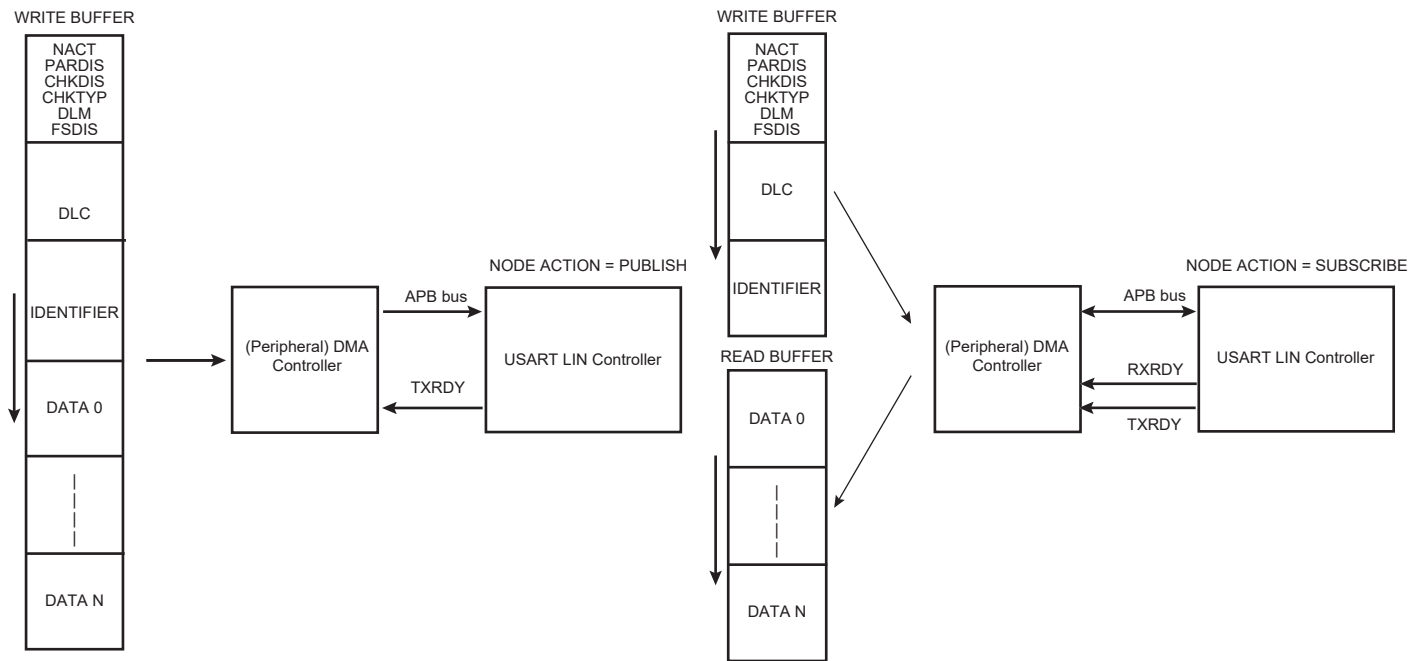 WRITE BUFFER
NACT
PARDIS
CHKDIS
CHKTYP
DLM
FSDIS
DLC
IDENTIFIER
DATA 0
DATA N
(Peripheral) DMA
Controller
APB bus
TXRDY
NODE ACTION = PUBLISH
USART LIN Controller
WRITE BUFFER
NACT
PARDIS
CHKDIS
CHKTYP
DLM
FSDIS
DLC
IDENTIFIER
READ BUFFER
DATA 0
DATA N
(Peripheral) DMA
Controller
APB bus
RXRDY
TXRDY
NODE ACTION = SUBSCRIBE
USART LIN Controller